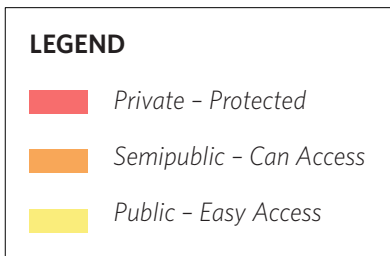 LEGEND
Private – Protected
Semipublic – Can Access
Public – Easy Access